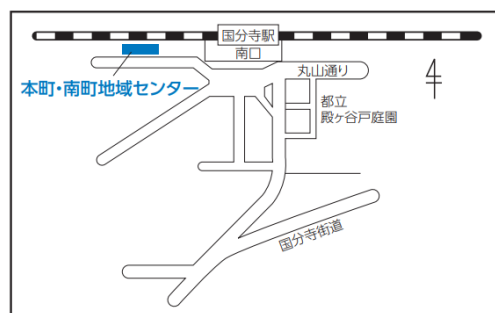 国分寺駅
南口
本町・南町地域センター
丸山通り
都立
殿ヶ谷戸庭園
国分寺街道